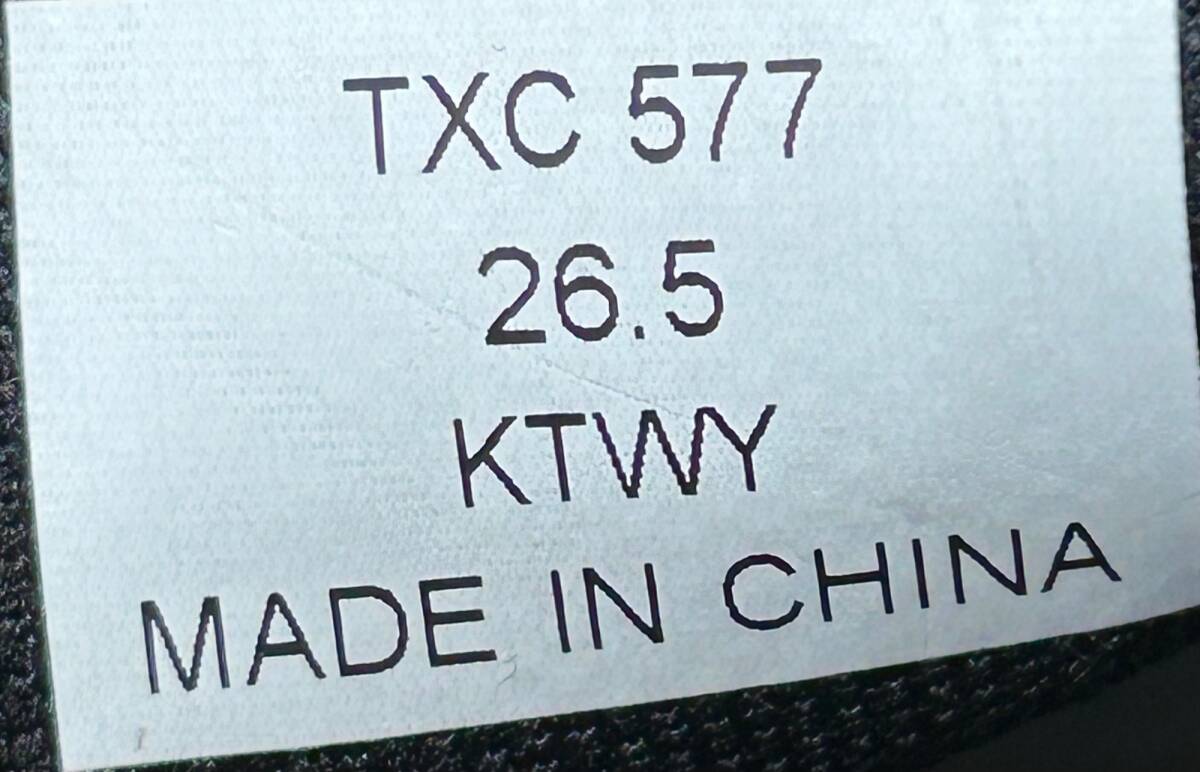 TXC 577
26.5
KTWY
MADE IN CHINA